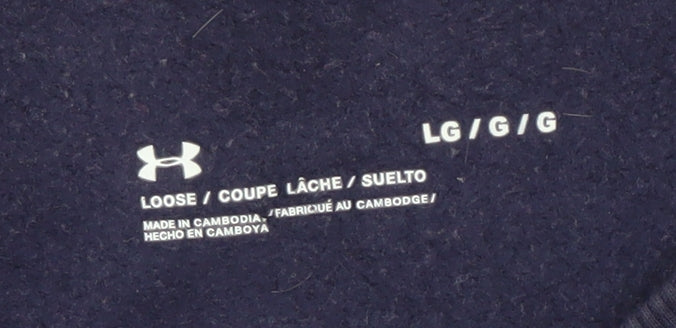 LG / G / G
LOOSE / COUPE LÂCHE / SUELTO
MADE IN CAMBODIA / FABRIQUÉ AU CAMBODGE /
HECHO EN CAMBOYA